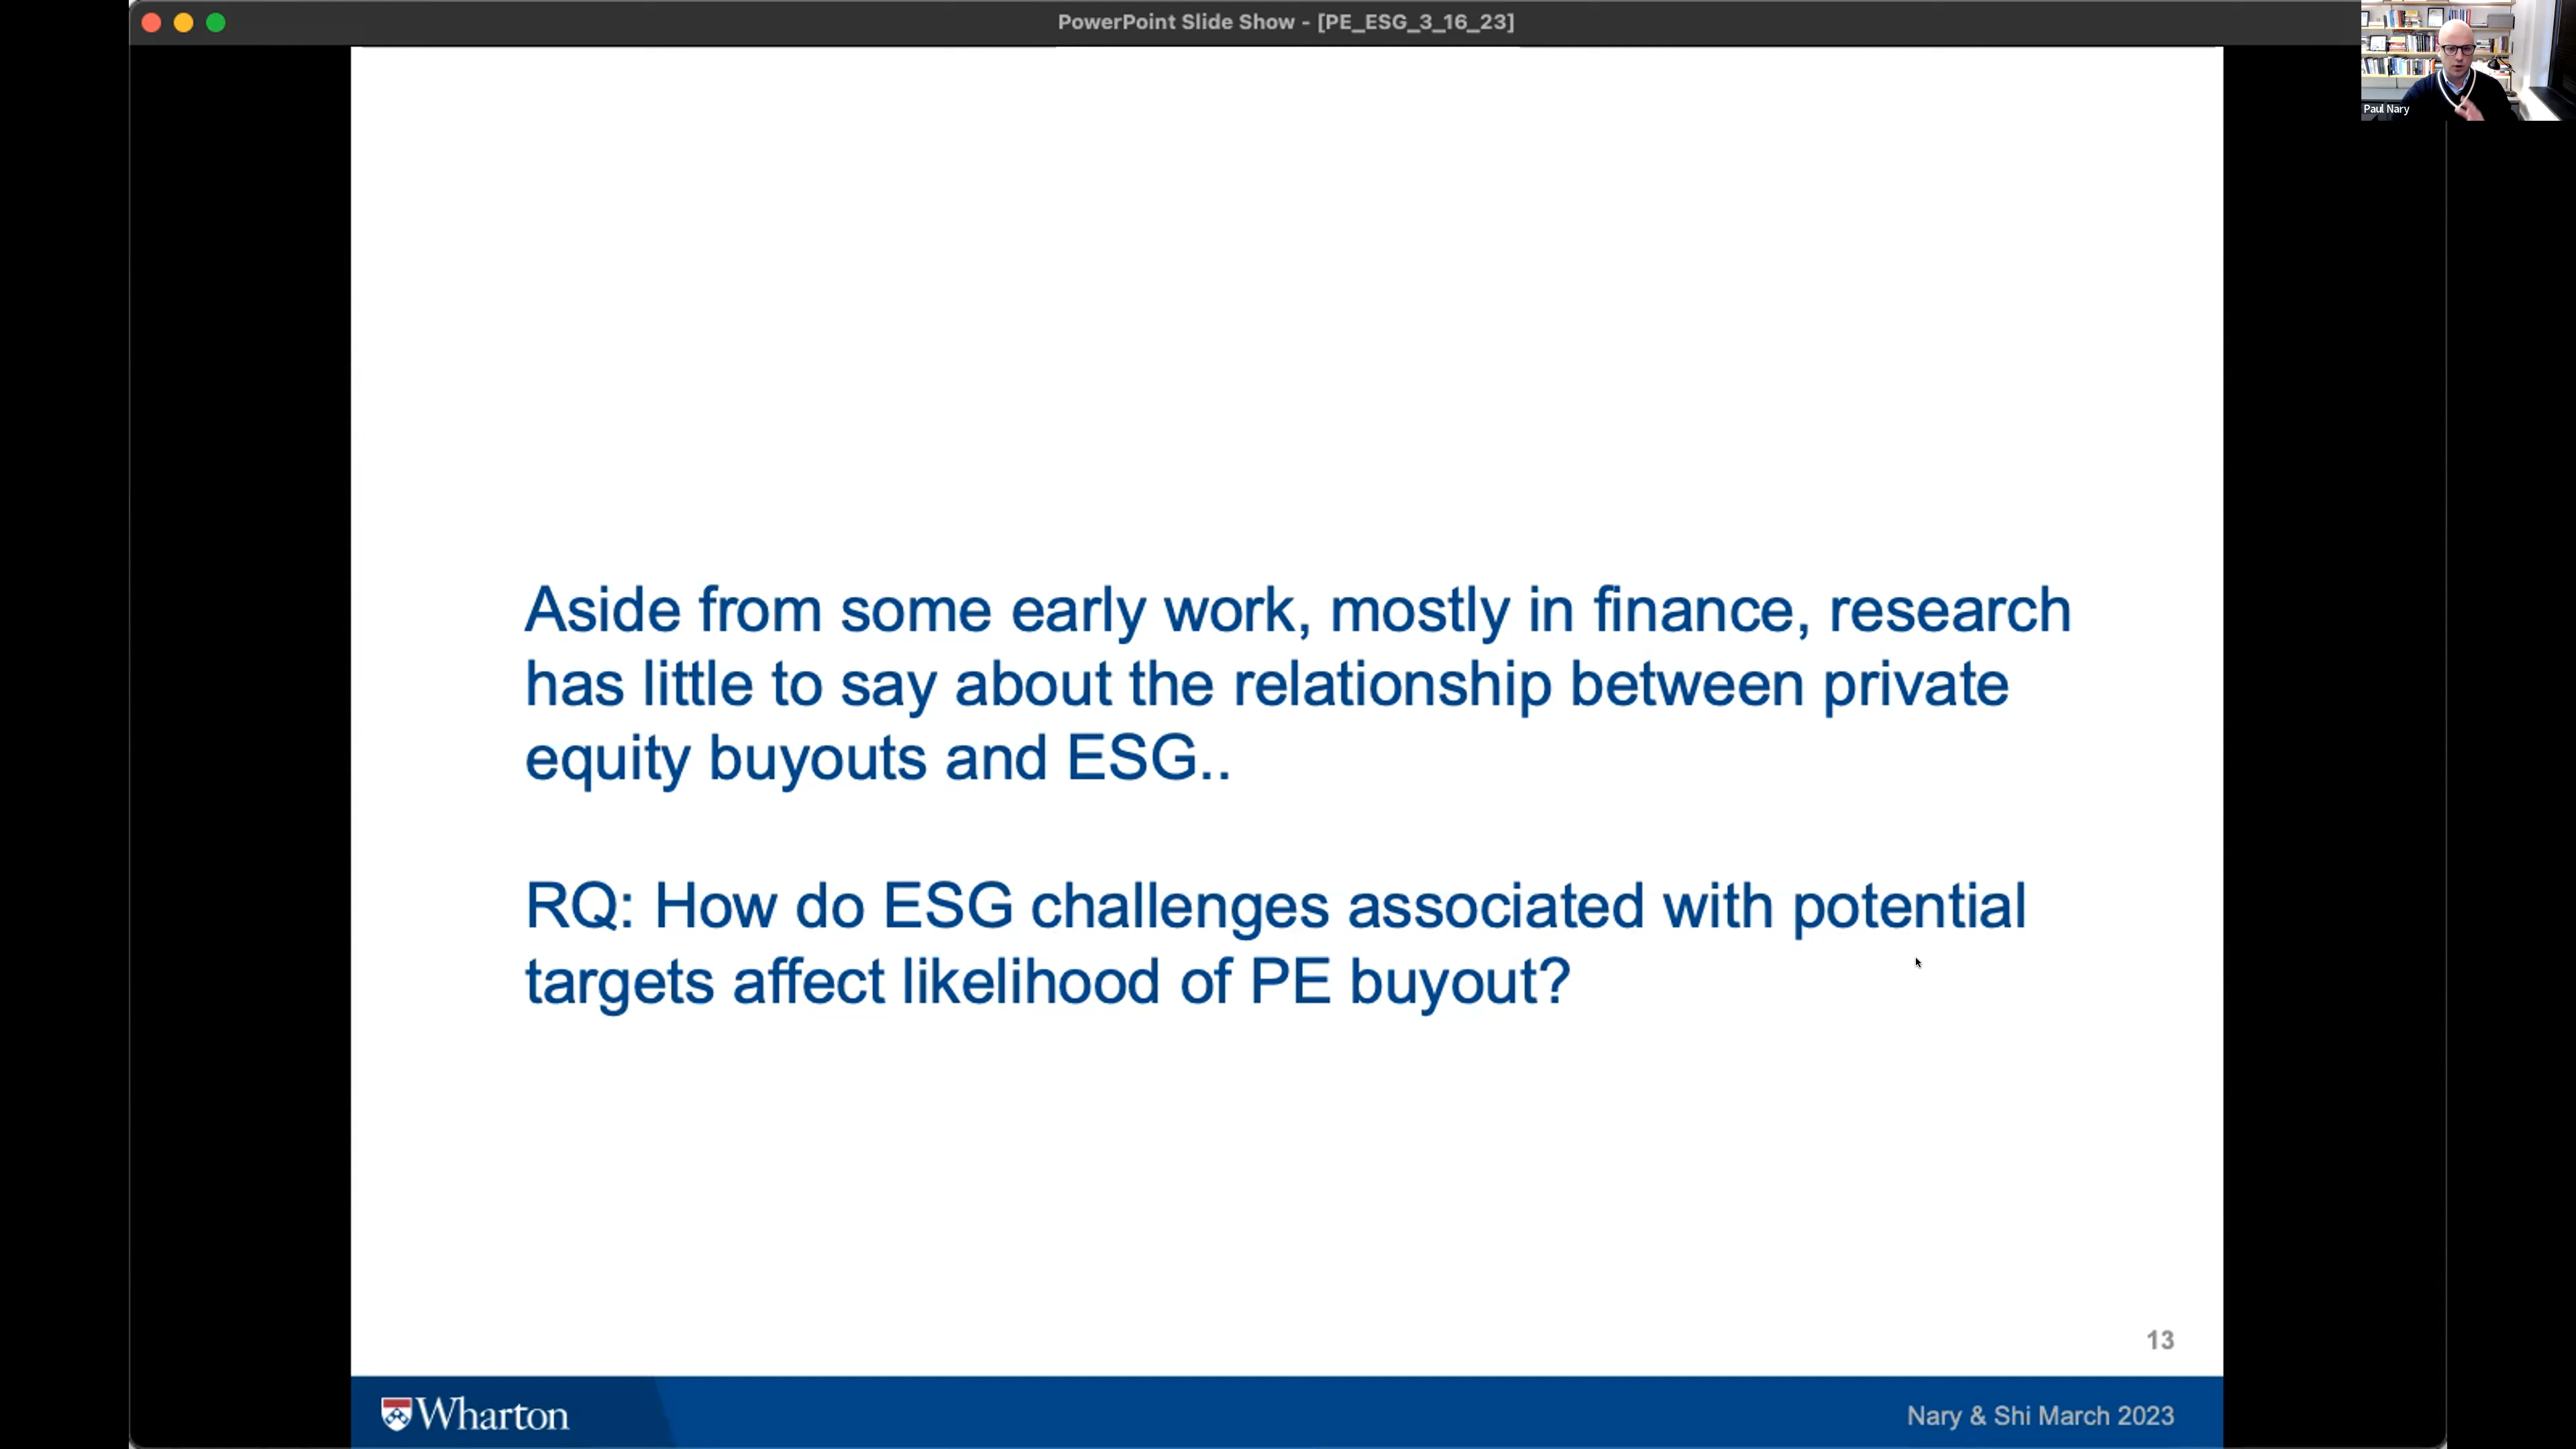 PowerPoint Slide Show - [PE_ESG_3_16_23]
Paul Nary
Aside from some early work, mostly in finance, research
has little to say about the relationship between private
equity buyouts and ESG..
RQ: How do ESG challenges associated with potential
targets affect likelihood of PE buyout?
13
Wharton
Nary & Shi March 2023